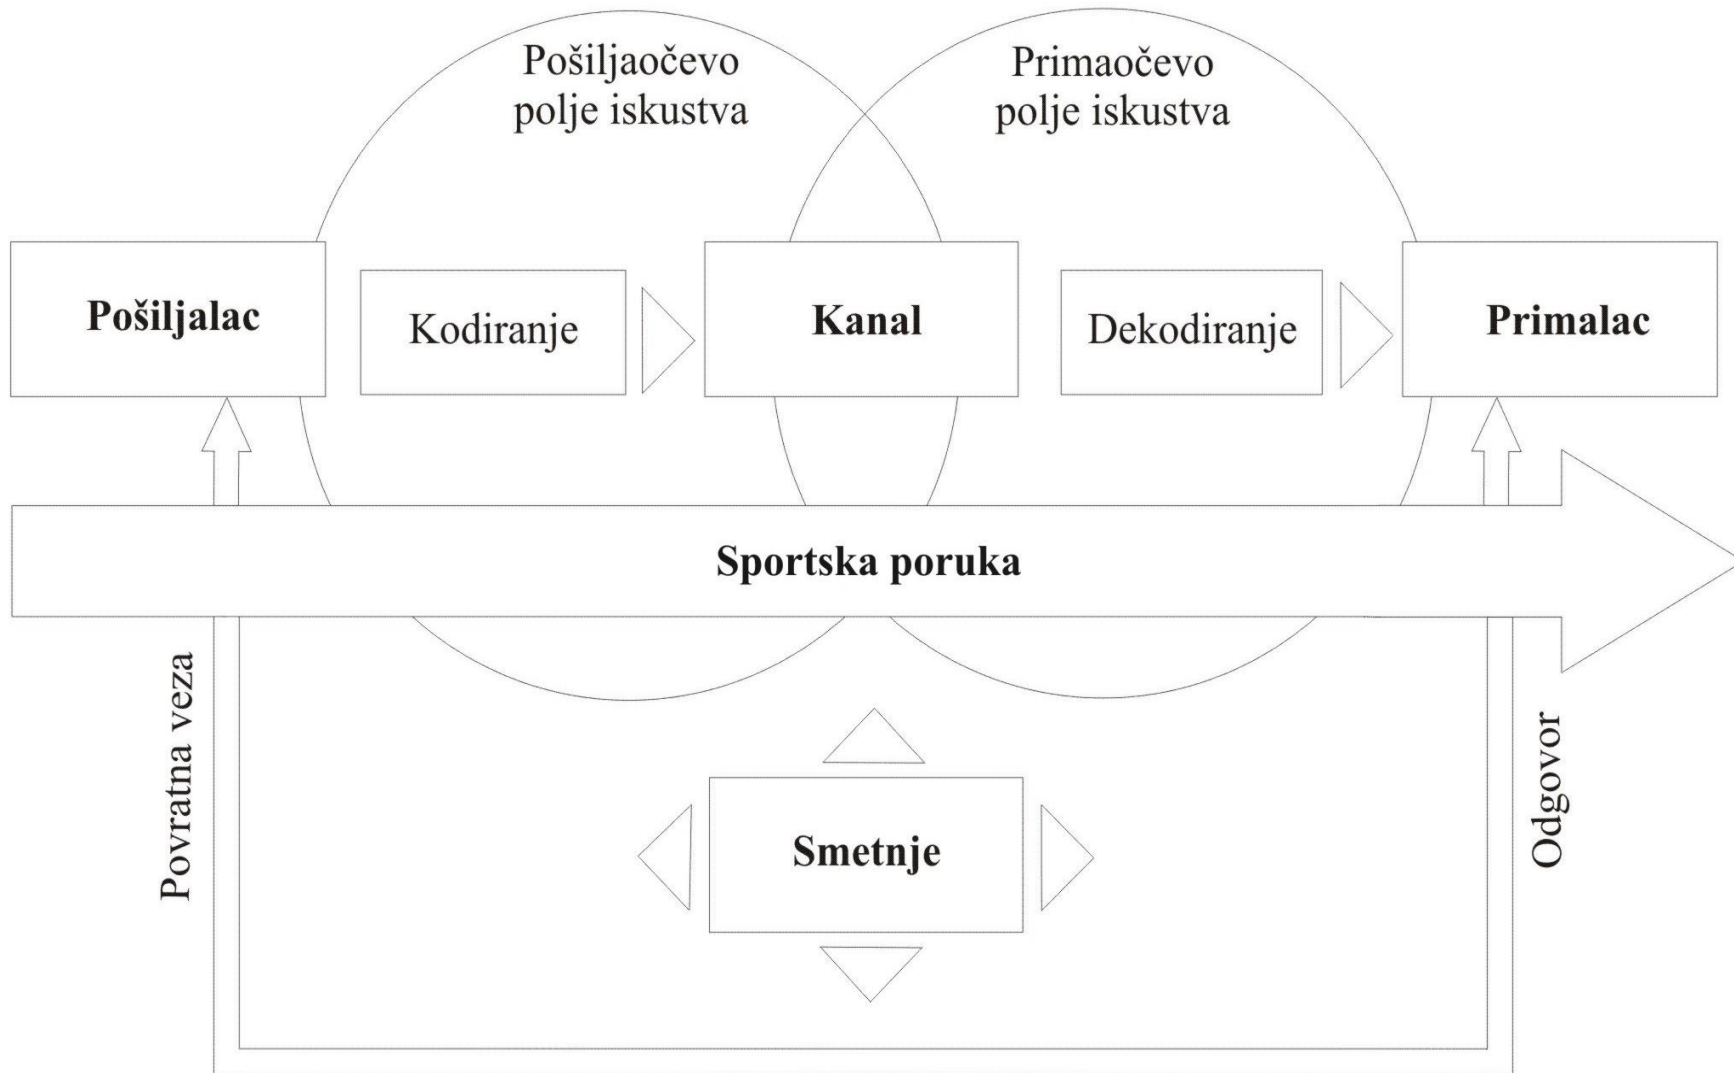 Pošiljaočevo
polje iskustva
Primaočevo
polje iskustva
Pošiljalac
Kodiranje
Kanal
Dekodiranje
Primalac
Sportska poruka
Povratna veza
Odgovor
Smetnje